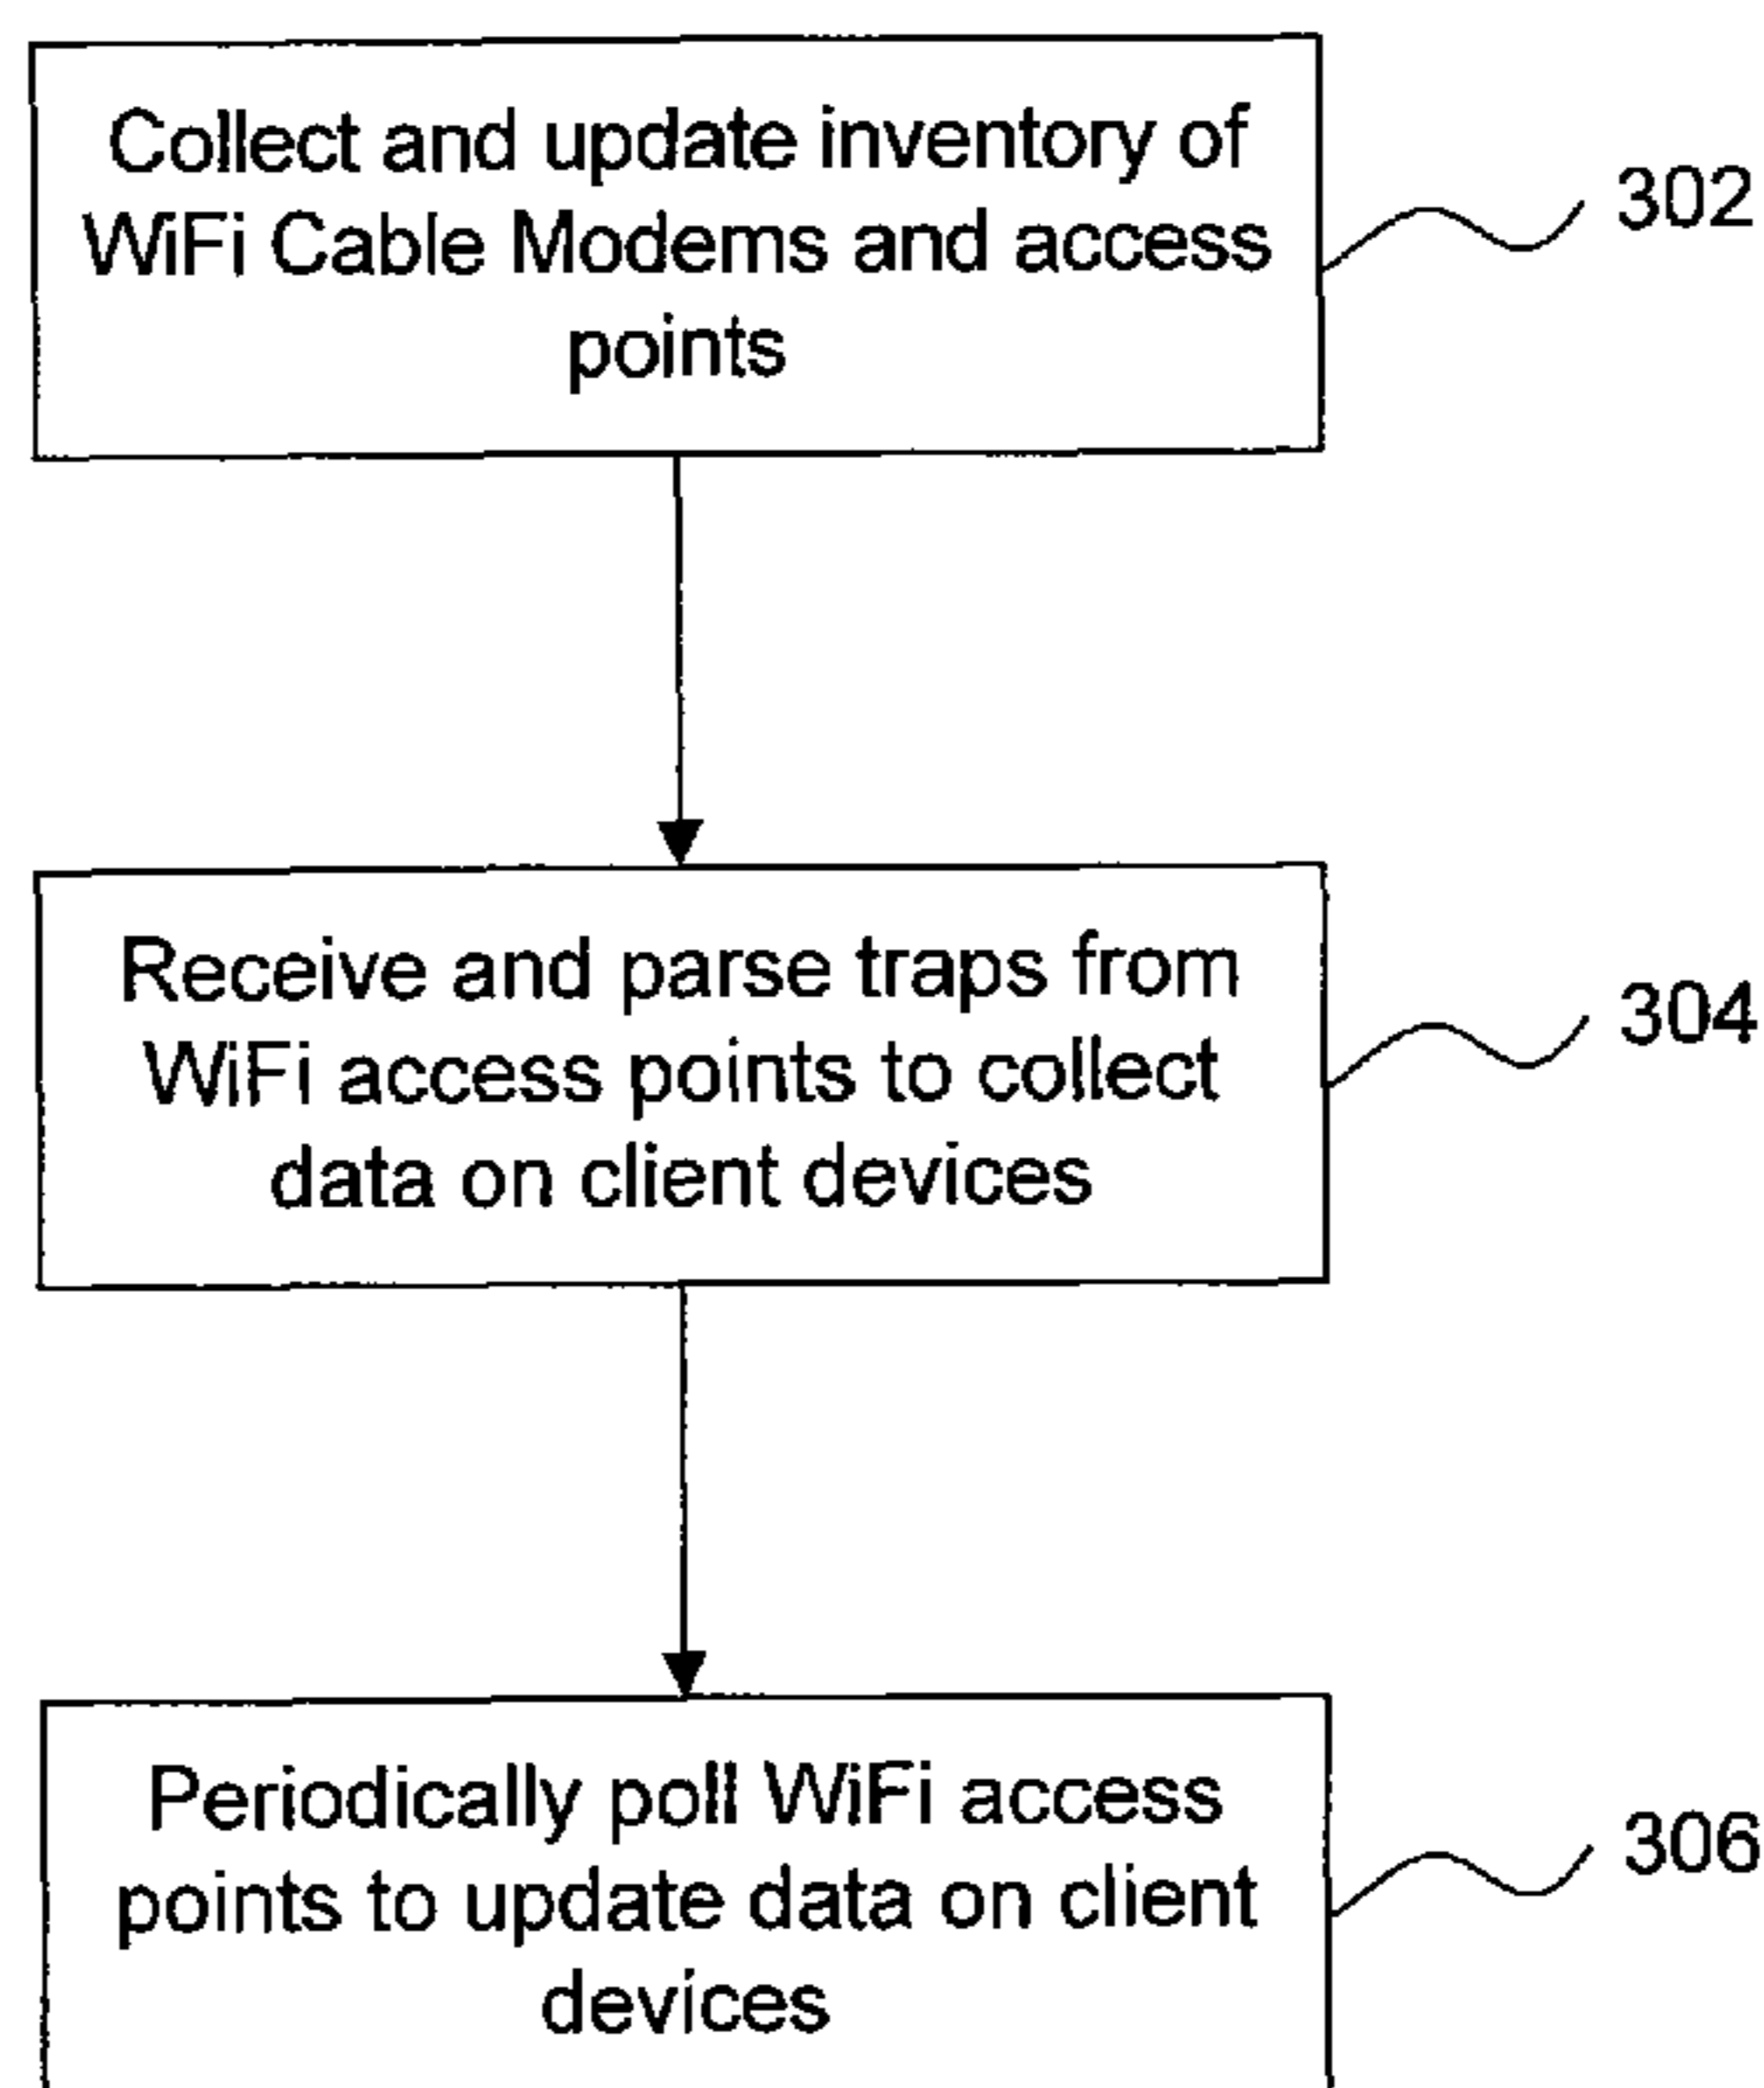 Collect and update inventory of
WiFi Cable Modems and access
points
302
Receive and parse traps from
WiFi access points to collect
data on client devices
304
Periodically poll WiFi access
points to update data on client
devices
306